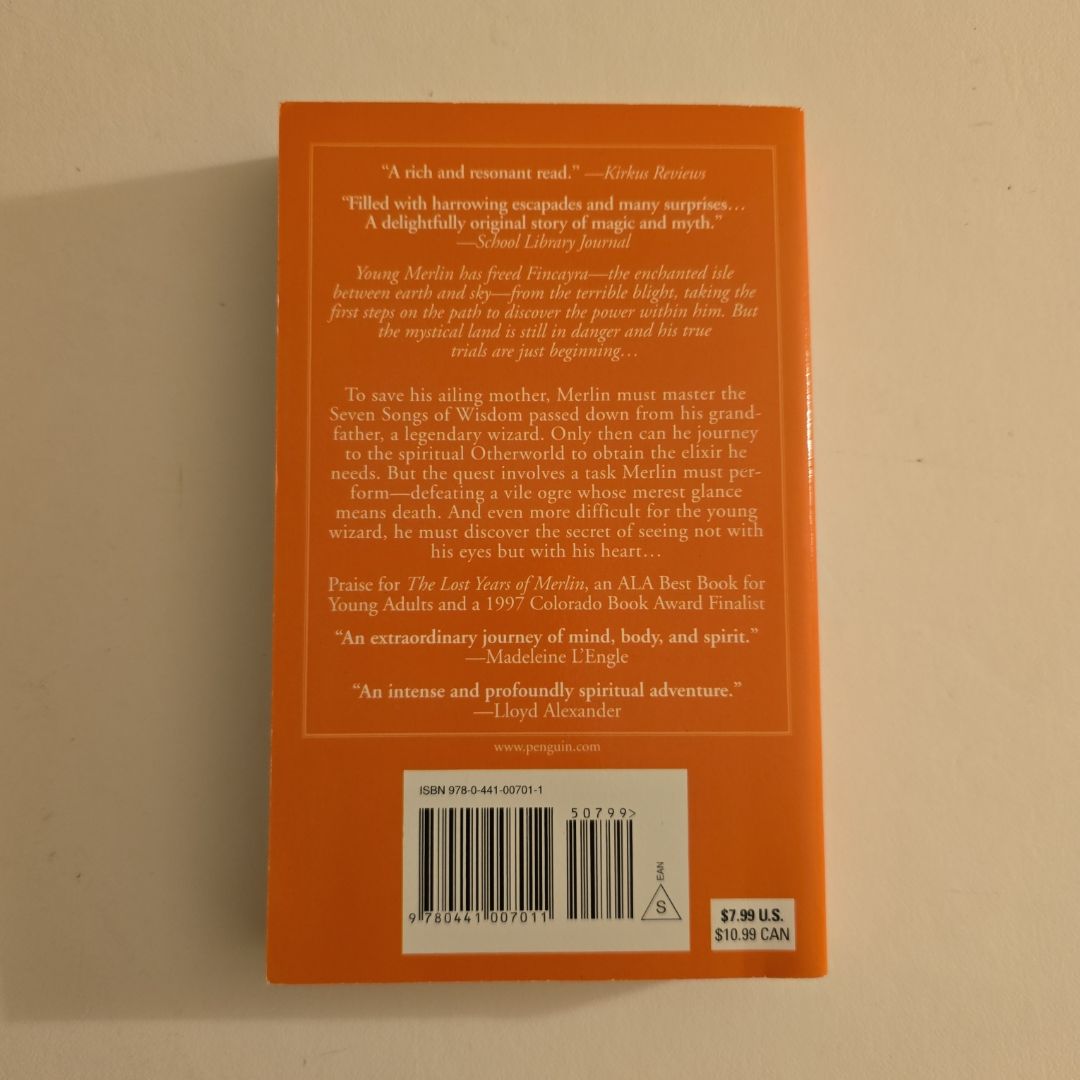 “A rich and resonant read.” —Kirkus Reviews
“Filled with harrowing escapades and many surprises…
A delightfully original story of magic and myth.”
—School Library Journal
Young Merlin has freed Fincayra—the enchanted isle
between earth and sky—from the terrible blight, taking the
first steps on the path to discover the power within him. But
the mystical land is still in danger and his true
trials are just beginning…
To save his ailing mother, Merlin must master the
Seven Songs of Wisdom passed down from his grand-
father, a legendary wizard. Only then can he journey
to the spiritual Otherworld to obtain the elixir he
needs. But the quest involves a task Merlin must per-
form—defeating a vile ogre whose merest glance
means death. And even more difficult for the young
wizard, he must discover the secret of seeing not with
his eyes but with his heart…
Praise for The Lost Years of Merlin, an ALA Best Book for
Young Adults and a 1997 Colorado Book Award Finalist
“An extraordinary journey of mind, body, and spirit.”
—Madeleine L’Engle
“An intense and profoundly spiritual adventure.”
—Lloyd Alexander
www.penguin.com
ISBN 978-0-441-00701-1
50799>
9 780441 007011
EAN
S
$7.99 U.S.
$10.99 CAN